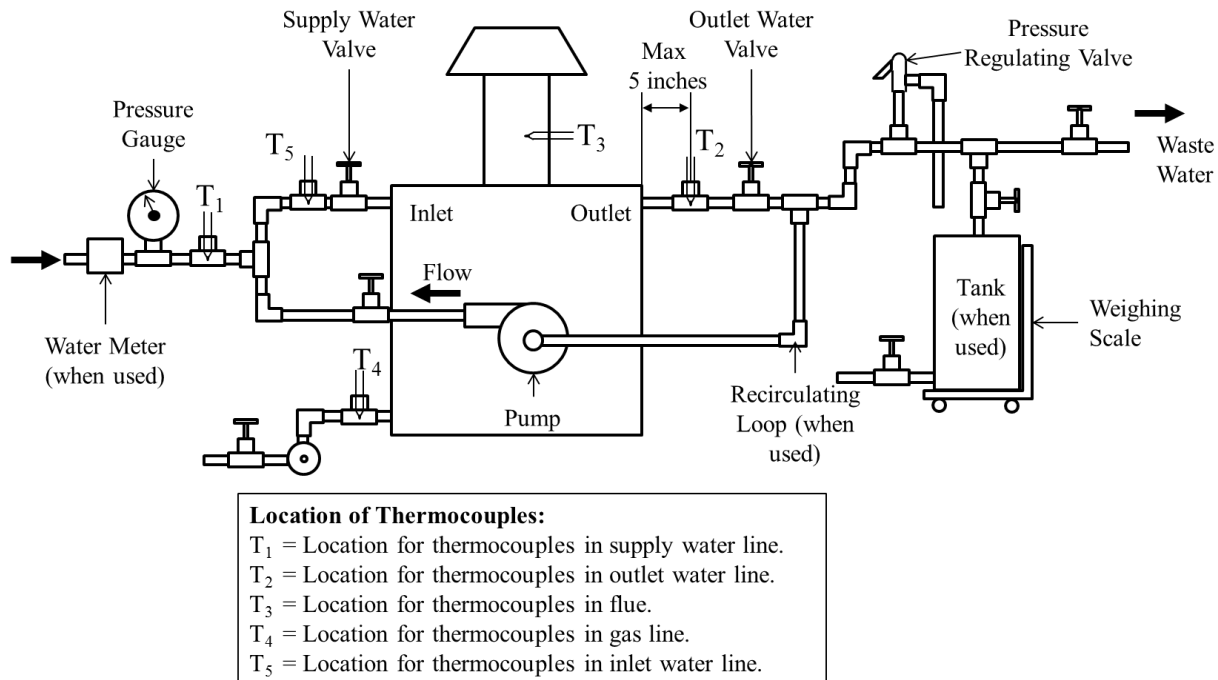 Supply Water
Valve
Outlet Water
Valve
Pressure
Regulating Valve
Max
5 inches
Pressure
Gauge
T₅
T₃
T₂
T₁
Waste
Water
Inlet
Outlet
Flow
Tank
(when
used)
Weighing
Scale
Water Meter
(when used)
T₄
Pump
Recirculating
Loop (when
used)
Location of Thermocouples:
T₁ = Location for thermocouples in supply water line.
T₂ = Location for thermocouples in outlet water line.
T₃ = Location for thermocouples in flue.
T₄ = Location for thermocouples in gas line.
T₅ = Location for thermocouples in inlet water line.